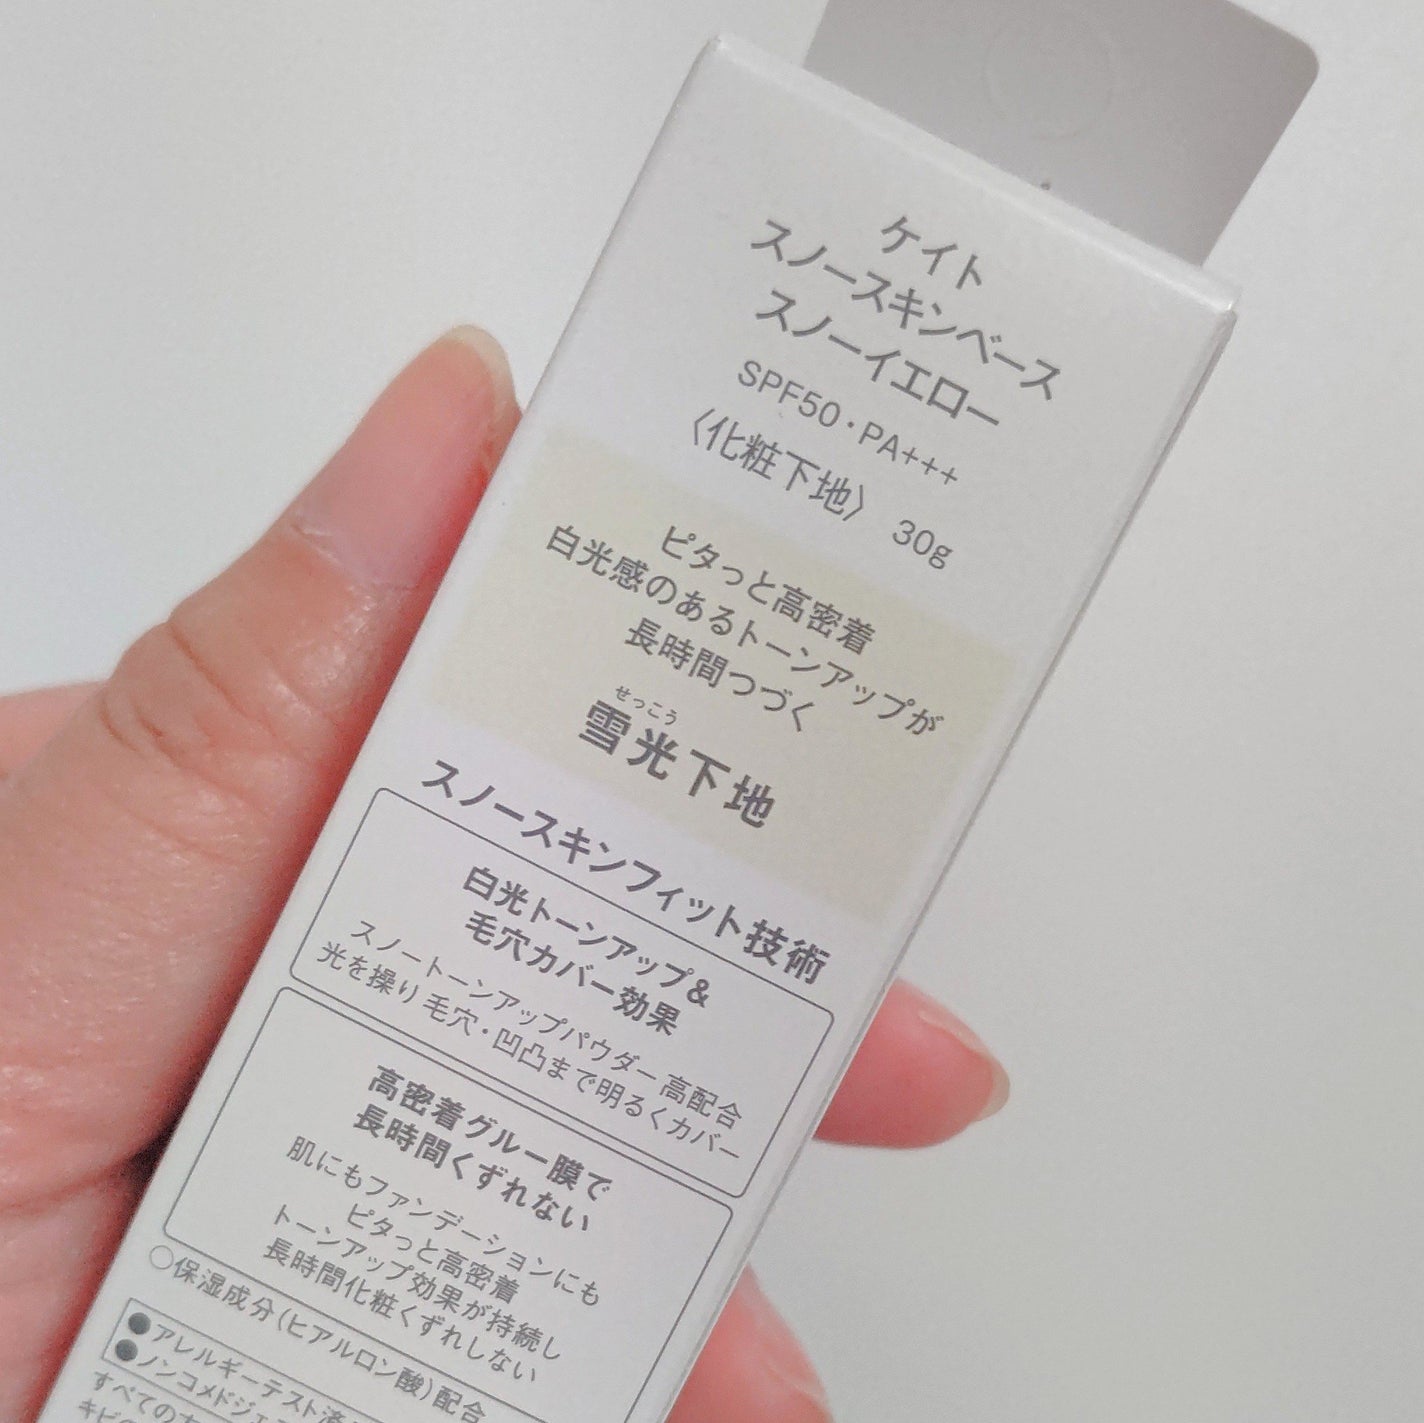 ケイト
スノースキンベース
スノーイエロー
SPF50・PA+++
〈化粧下地〉 30g
ピタっと高密着
白光感のあるトーンアップが
長時間つづく
せっこう
雪光下地
スノースキンフィット技術
白光トーンアップ&
毛穴カバー効果
スノートーンアップパウダー高配合
光を操り毛穴・凹凸まで明るくカバー
高密着グルー膜で
長時間くずれない
肌にもファンデーションにも
ピタっと高密着
トーンアップ効果が持続し
長時間化粧くずれしない
○保湿成分(ヒアルロン酸)配合
●アレルギーテスト済
●ノンコメドジェ
すべての